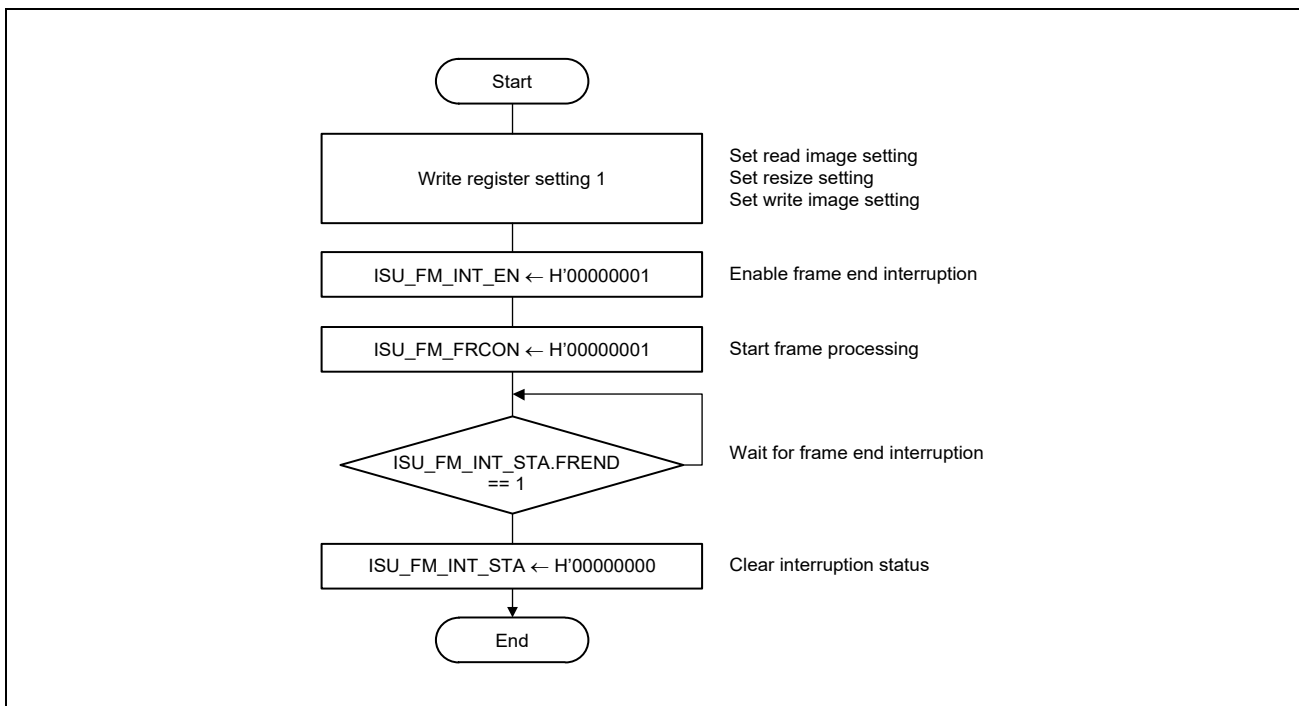 Start
Write register setting 1
Set read image setting
Set resize setting
Set write image setting
ISU_FM_INT_EN ← H’00000001
Enable frame end interruption
ISU_FM_FRCON ← H’00000001
Start frame processing
ISU_FM_INT_STA.FREND
== 1
Wait for frame end interruption
ISU_FM_INT_STA ← H’00000000
Clear interruption status
End